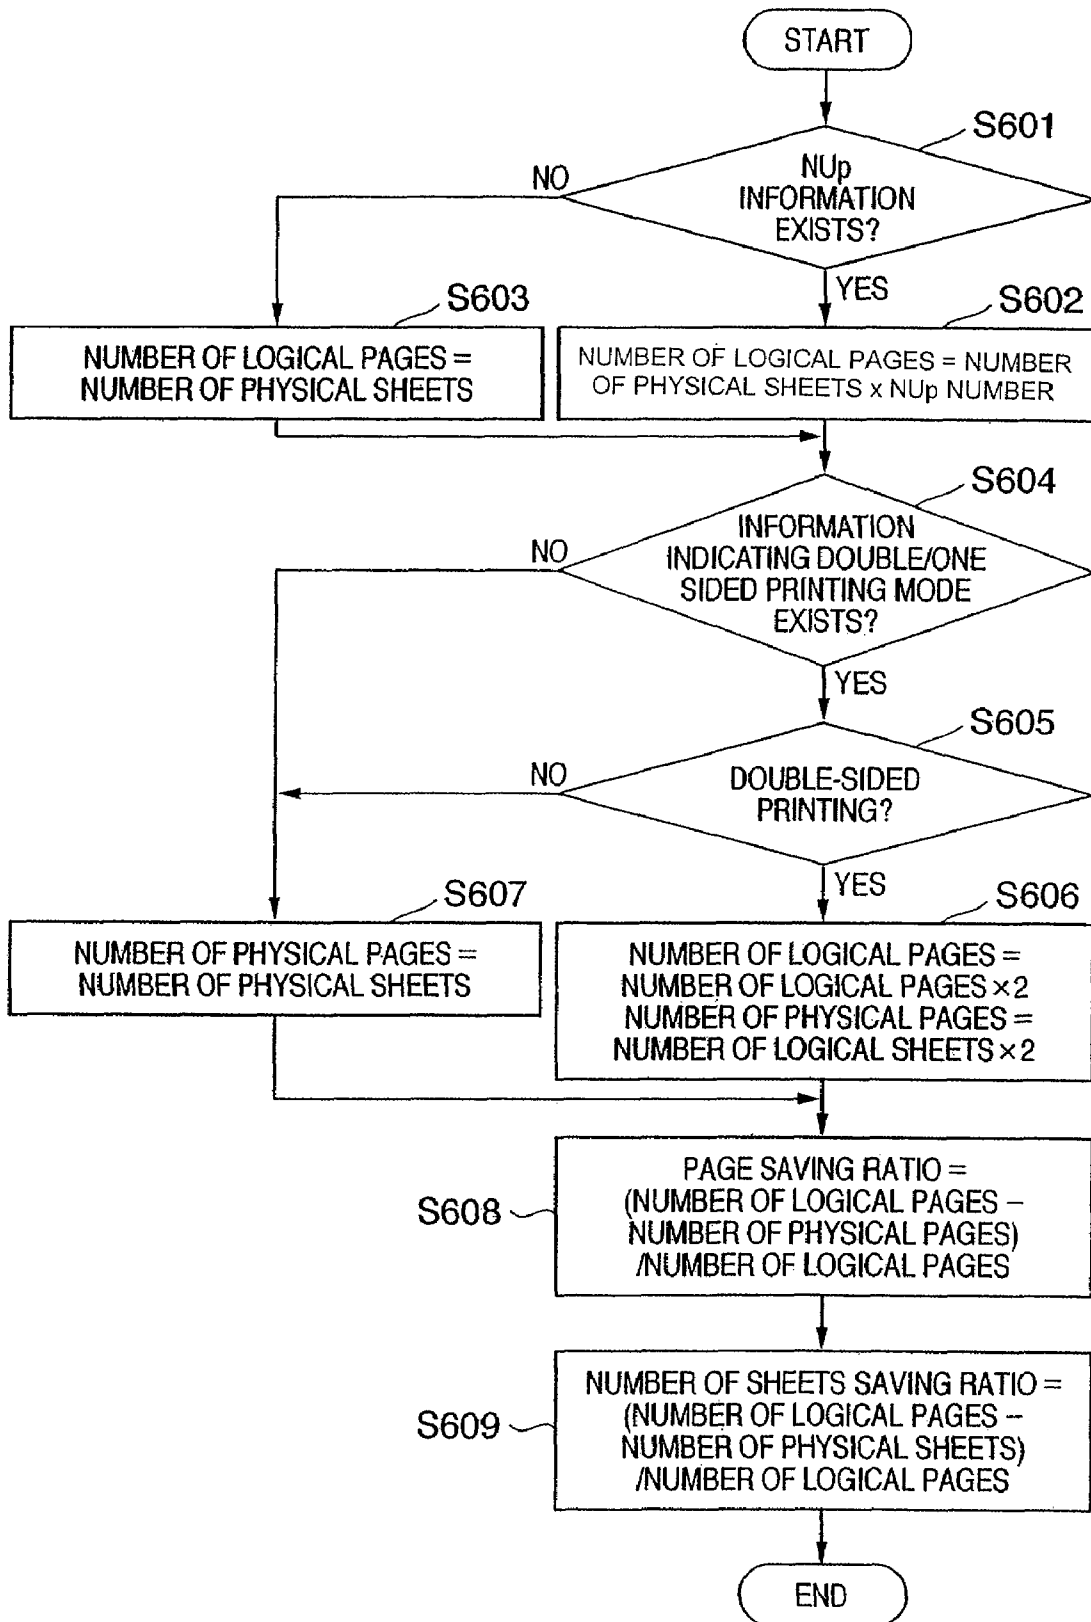 START
S601
NUp
INFORMATION
EXISTS?
NO
YES
S603
NUMBER OF LOGICAL PAGES =
NUMBER OF PHYSICAL SHEETS
S602
NUMBER OF LOGICAL PAGES = NUMBER
OF PHYSICAL SHEETS x NUp NUMBER
S604
INFORMATION
INDICATING DOUBLE/ONE
SIDED PRINTING MODE
EXISTS?
NO
YES
S605
DOUBLE-SIDED
PRINTING?
NO
YES
S607
NUMBER OF PHYSICAL PAGES =
NUMBER OF PHYSICAL SHEETS
S606
NUMBER OF LOGICAL PAGES =
NUMBER OF LOGICAL PAGES ×2
NUMBER OF PHYSICAL PAGES =
NUMBER OF LOGICAL SHEETS ×2
S608
PAGE SAVING RATIO =
(NUMBER OF LOGICAL PAGES –
NUMBER OF PHYSICAL PAGES)
/NUMBER OF LOGICAL PAGES
S609
NUMBER OF SHEETS SAVING RATIO =
(NUMBER OF LOGICAL PAGES –
NUMBER OF PHYSICAL SHEETS)
/NUMBER OF LOGICAL PAGES
END